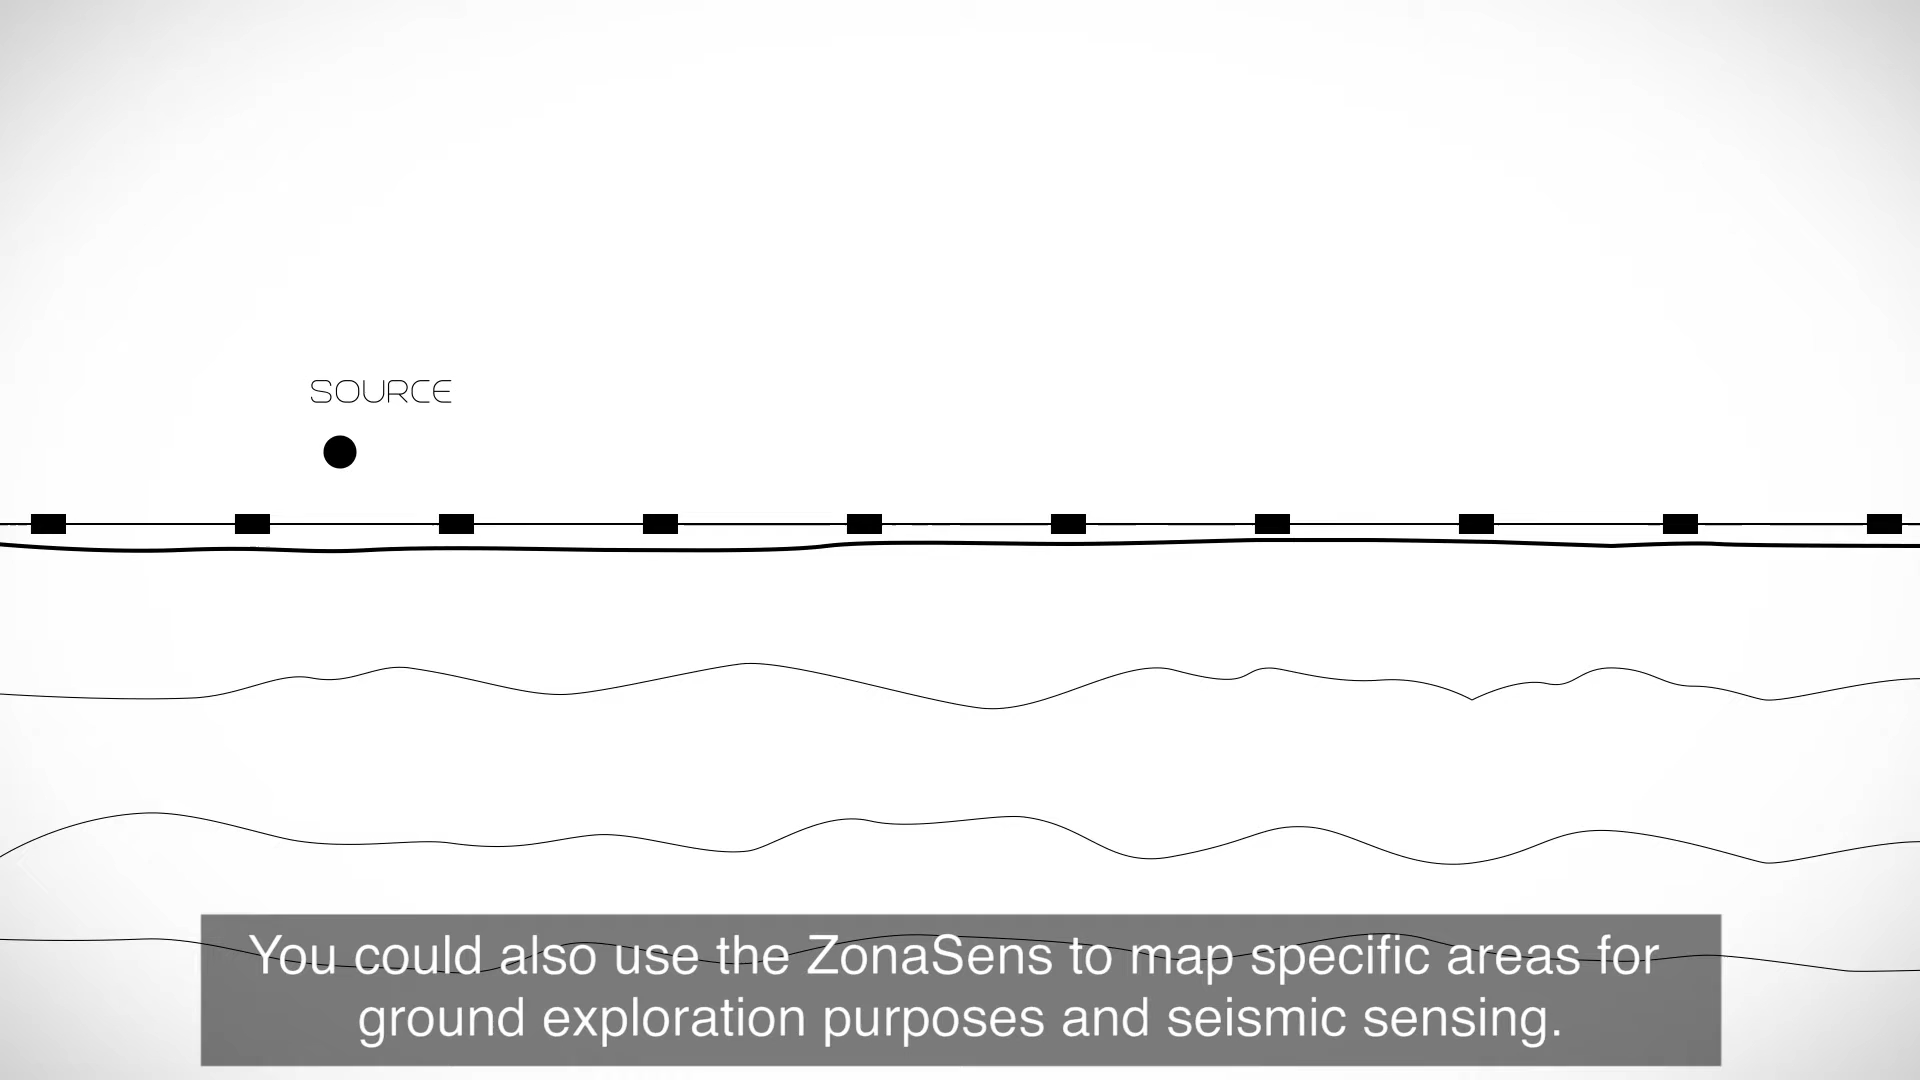 SOURCE
You could also use the ZonaSens to map specific areas for
ground exploration purposes and seismic sensing.